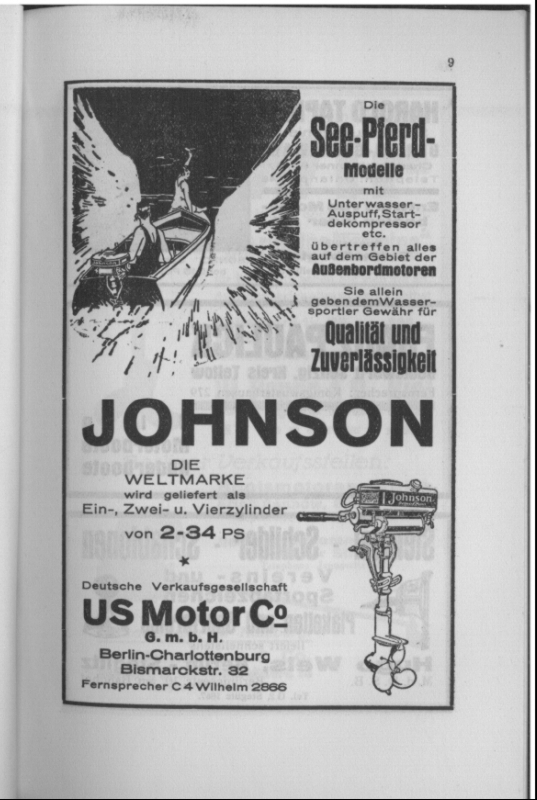 9
Die
See-Pferd-
Modelle
mit
Unterwasser-
Auspuff, Start-
dekompressor
etc.
übertreffen alles
auf dem Gebiet der
Außenbordmotoren
Sie allein
geben dem Wasser-
sportler Gewähr für
Qualität und
Zuverlässigkeit
JOHNSON
DIE
WELTMARKE
wird geliefert als
Ein-, Zwei- u. Vierzylinder
von 2-34 PS
Johnson
Deutsche Verkaufsgesellschaft
US Motor Co
G. m. b. H.
Berlin-Charlottenburg
Bismarckstr. 32
Fernsprecher C 4 Wilhelm 2866